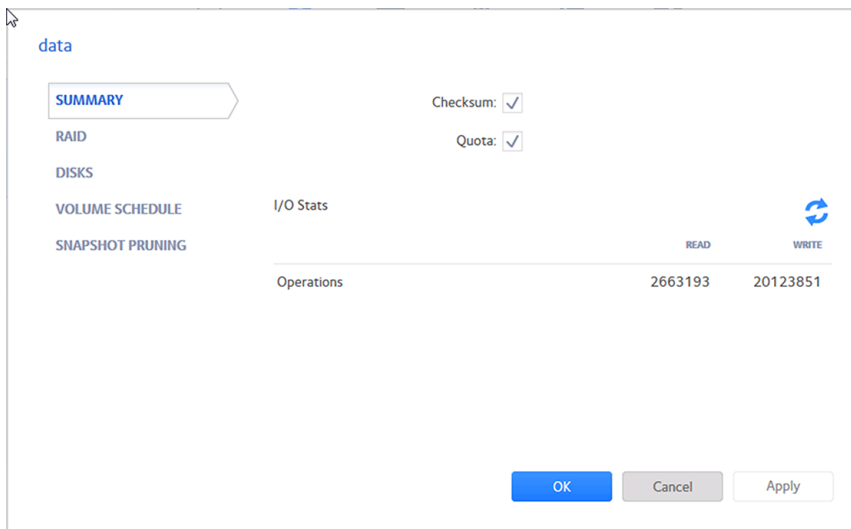 data
SUMMARY
RAID
DISKS
VOLUME SCHEDULE
SNAPSHOT PRUNING
Checksum:
Quota:
I/O Stats
READ WRITE
Operations 2663193 20123851
OK Cancel Apply